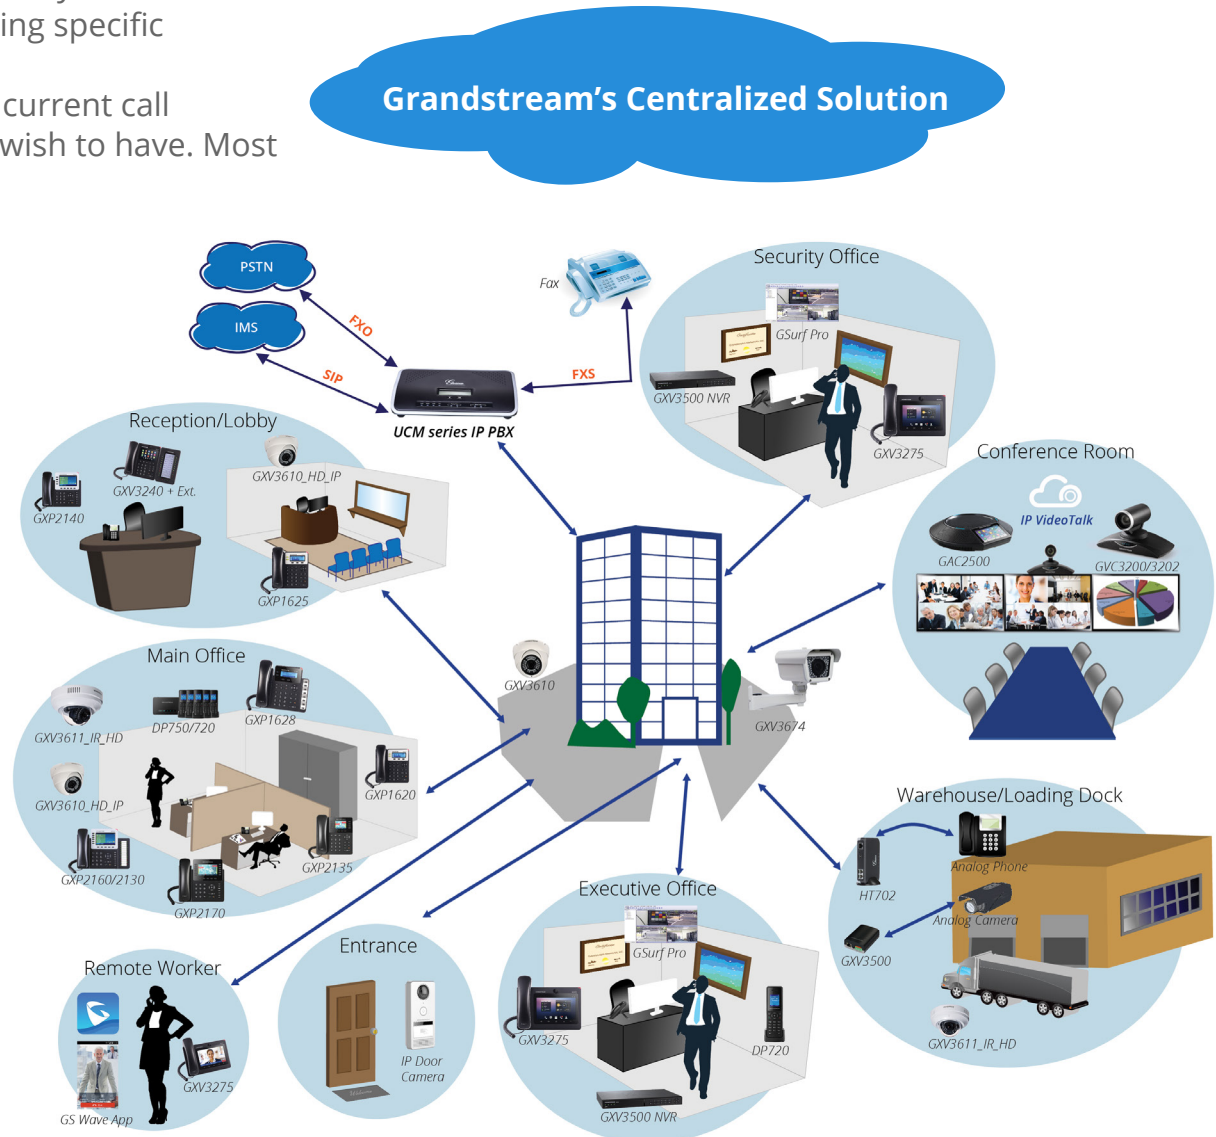 ing specific
current call
wish to have. Most
Grandstream's Centralized Solution
PSTN
IMS
FXO
SIP
FXS
Fax
UCM series IP PBX
Security Office
GSurf Pro
GXV3500 NVR
GXV3275
Reception/Lobby
GXV3240 + Ext.
GXV3610_HD_IP
GXP2140
GXP1625
Conference Room
IP VideoTalk
GAC2500
GVC3200/3202
GXV3610
GXV3674
Main Office
GXP1628
DP750/720
GXV3611_IR_HD
GXV3610_HD_IP
GXP1620
GXP2160/2130
GXP2135
GXP2170
Warehouse/Loading Dock
Analog Phone
HT702
Analog Camera
GXV3500
GXV3611_IR_HD
Executive Office
GSurf Pro
GXV3275
DP720
GXV3500 NVR
Entrance
IP Door
Camera
Remote Worker
GXV3275
GS Wave App